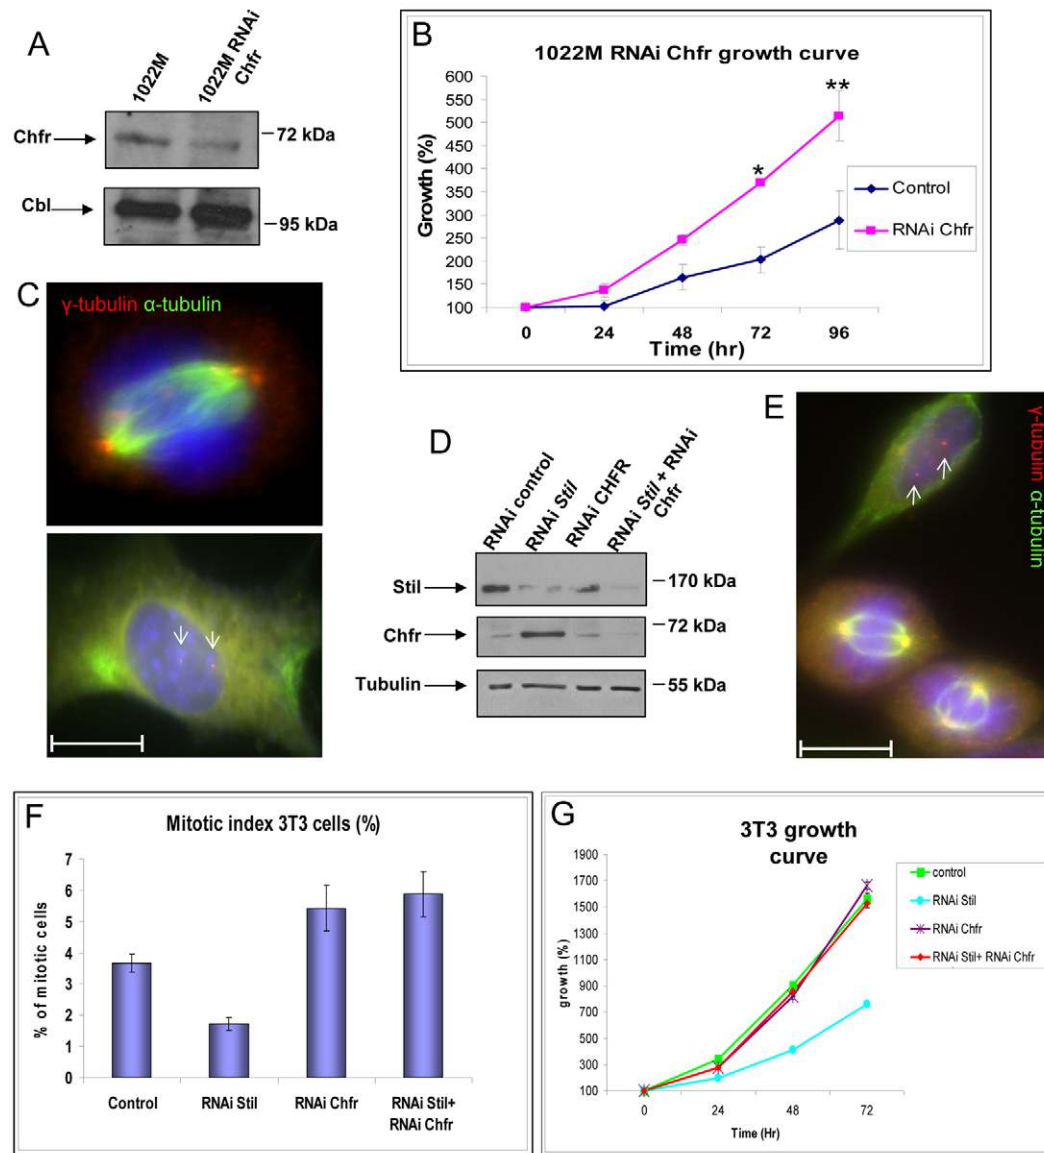 A
1022M
1022M RNAi
Chfr
Chfr
72 kDa
Cbl
95 kDa
B
1022M RNAi Chfr growth curve
Growth (%)
600
550
500
450
400
350
300
250
200
150
100
0 24 48 72 96
Time (hr)
*
**
Control
RNAi Chfr
C
γ-tubulin α-tubulin
D
RNAi control
RNAi Stil
RNAi CHFR
RNAi Stil + RNAi
Chfr
Stil
170 kDa
Chfr
72 kDa
Tubulin
55 kDa
E
γ-tubulin α-tubulin
F
Mitotic index 3T3 cells (%)
% of mitotic cells
7
6
5
4
3
2
1
0
Control RNAi Stil RNAi Chfr RNAi Stil+
RNAi Chfr
G
3T3 growth
curve
growth (%)
1900
1700
1500
1300
1100
900
700
500
300
100
0 24 48 72
Time (Hr)
control
RNAi Stil
RNAi Chfr
RNAi Stil+ RNAi Chfr